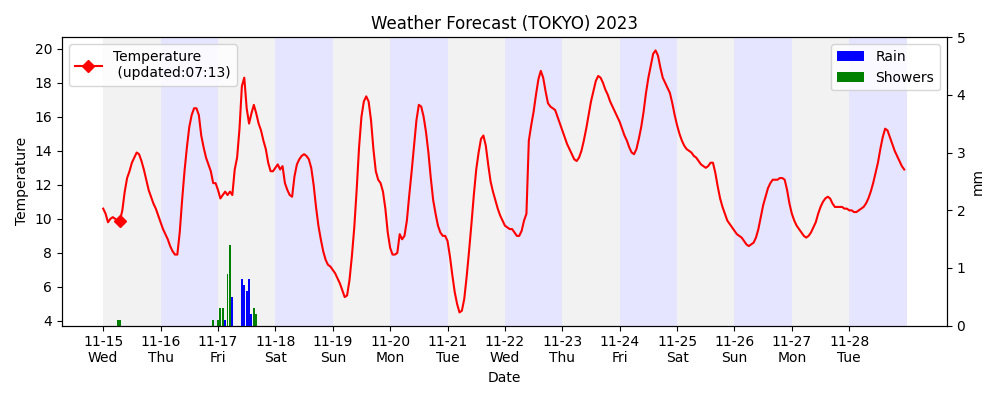 Weather Forecast (TOKYO) 2023
Temperature
(updated:07:13)
Rain
Showers
20
18
16
14
12
10
8
6
4
Temperature
5
4
3
2
1
0
mm
11-15 11-16 11-17 11-18 11-19 11-20 11-21 11-22 11-23 11-24 11-25 11-26 11-27 11-28
Wed Thu Fri Sat Sun Mon Tue Wed Thu Fri Sat Sun Mon Tue
Date